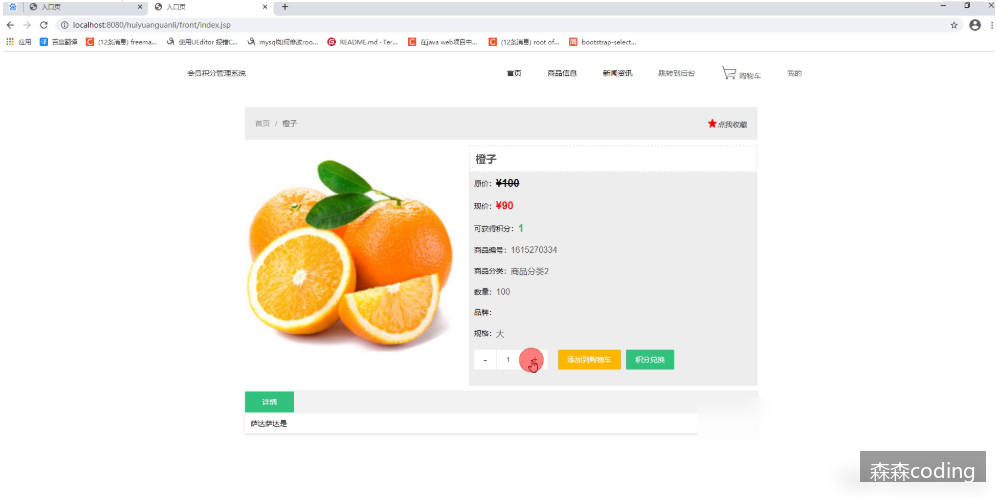 入口页
入口页
localhost:8080/huiyuanguanli/front/index.jsp
应用
百度翻译
(12条消息) freema...
使用UEditor 报错C...
mysql如何修改roo...
README.md · Ter...
在java web项目中...
(12条消息) root of...
bootstrap-select...
会员积分管理系统
首页
商品信息
新闻资讯
跳转到后台
购物车
我的
首页 / 橙子
点我收藏
橙子
原价: ¥100
现价: ¥90
可获得积分: 1
商品编号: 1615270334
商品分类: 商品分类2
数量: 100
品牌:
规格: 大
- 1
添加到购物车
积分兑换
详情
萨达萨达是
森森coding